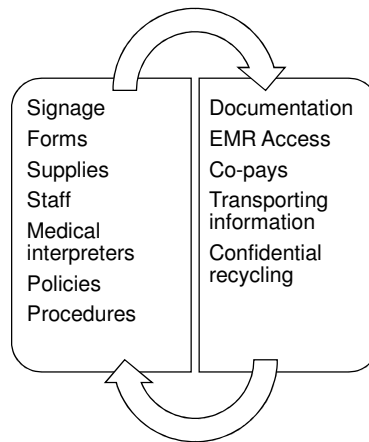 Signage
Forms
Supplies
Staff
Medical
interpreters
Policies
Procedures
Documentation
EMR Access
Co-pays
Transporting
information
Confidential
recycling